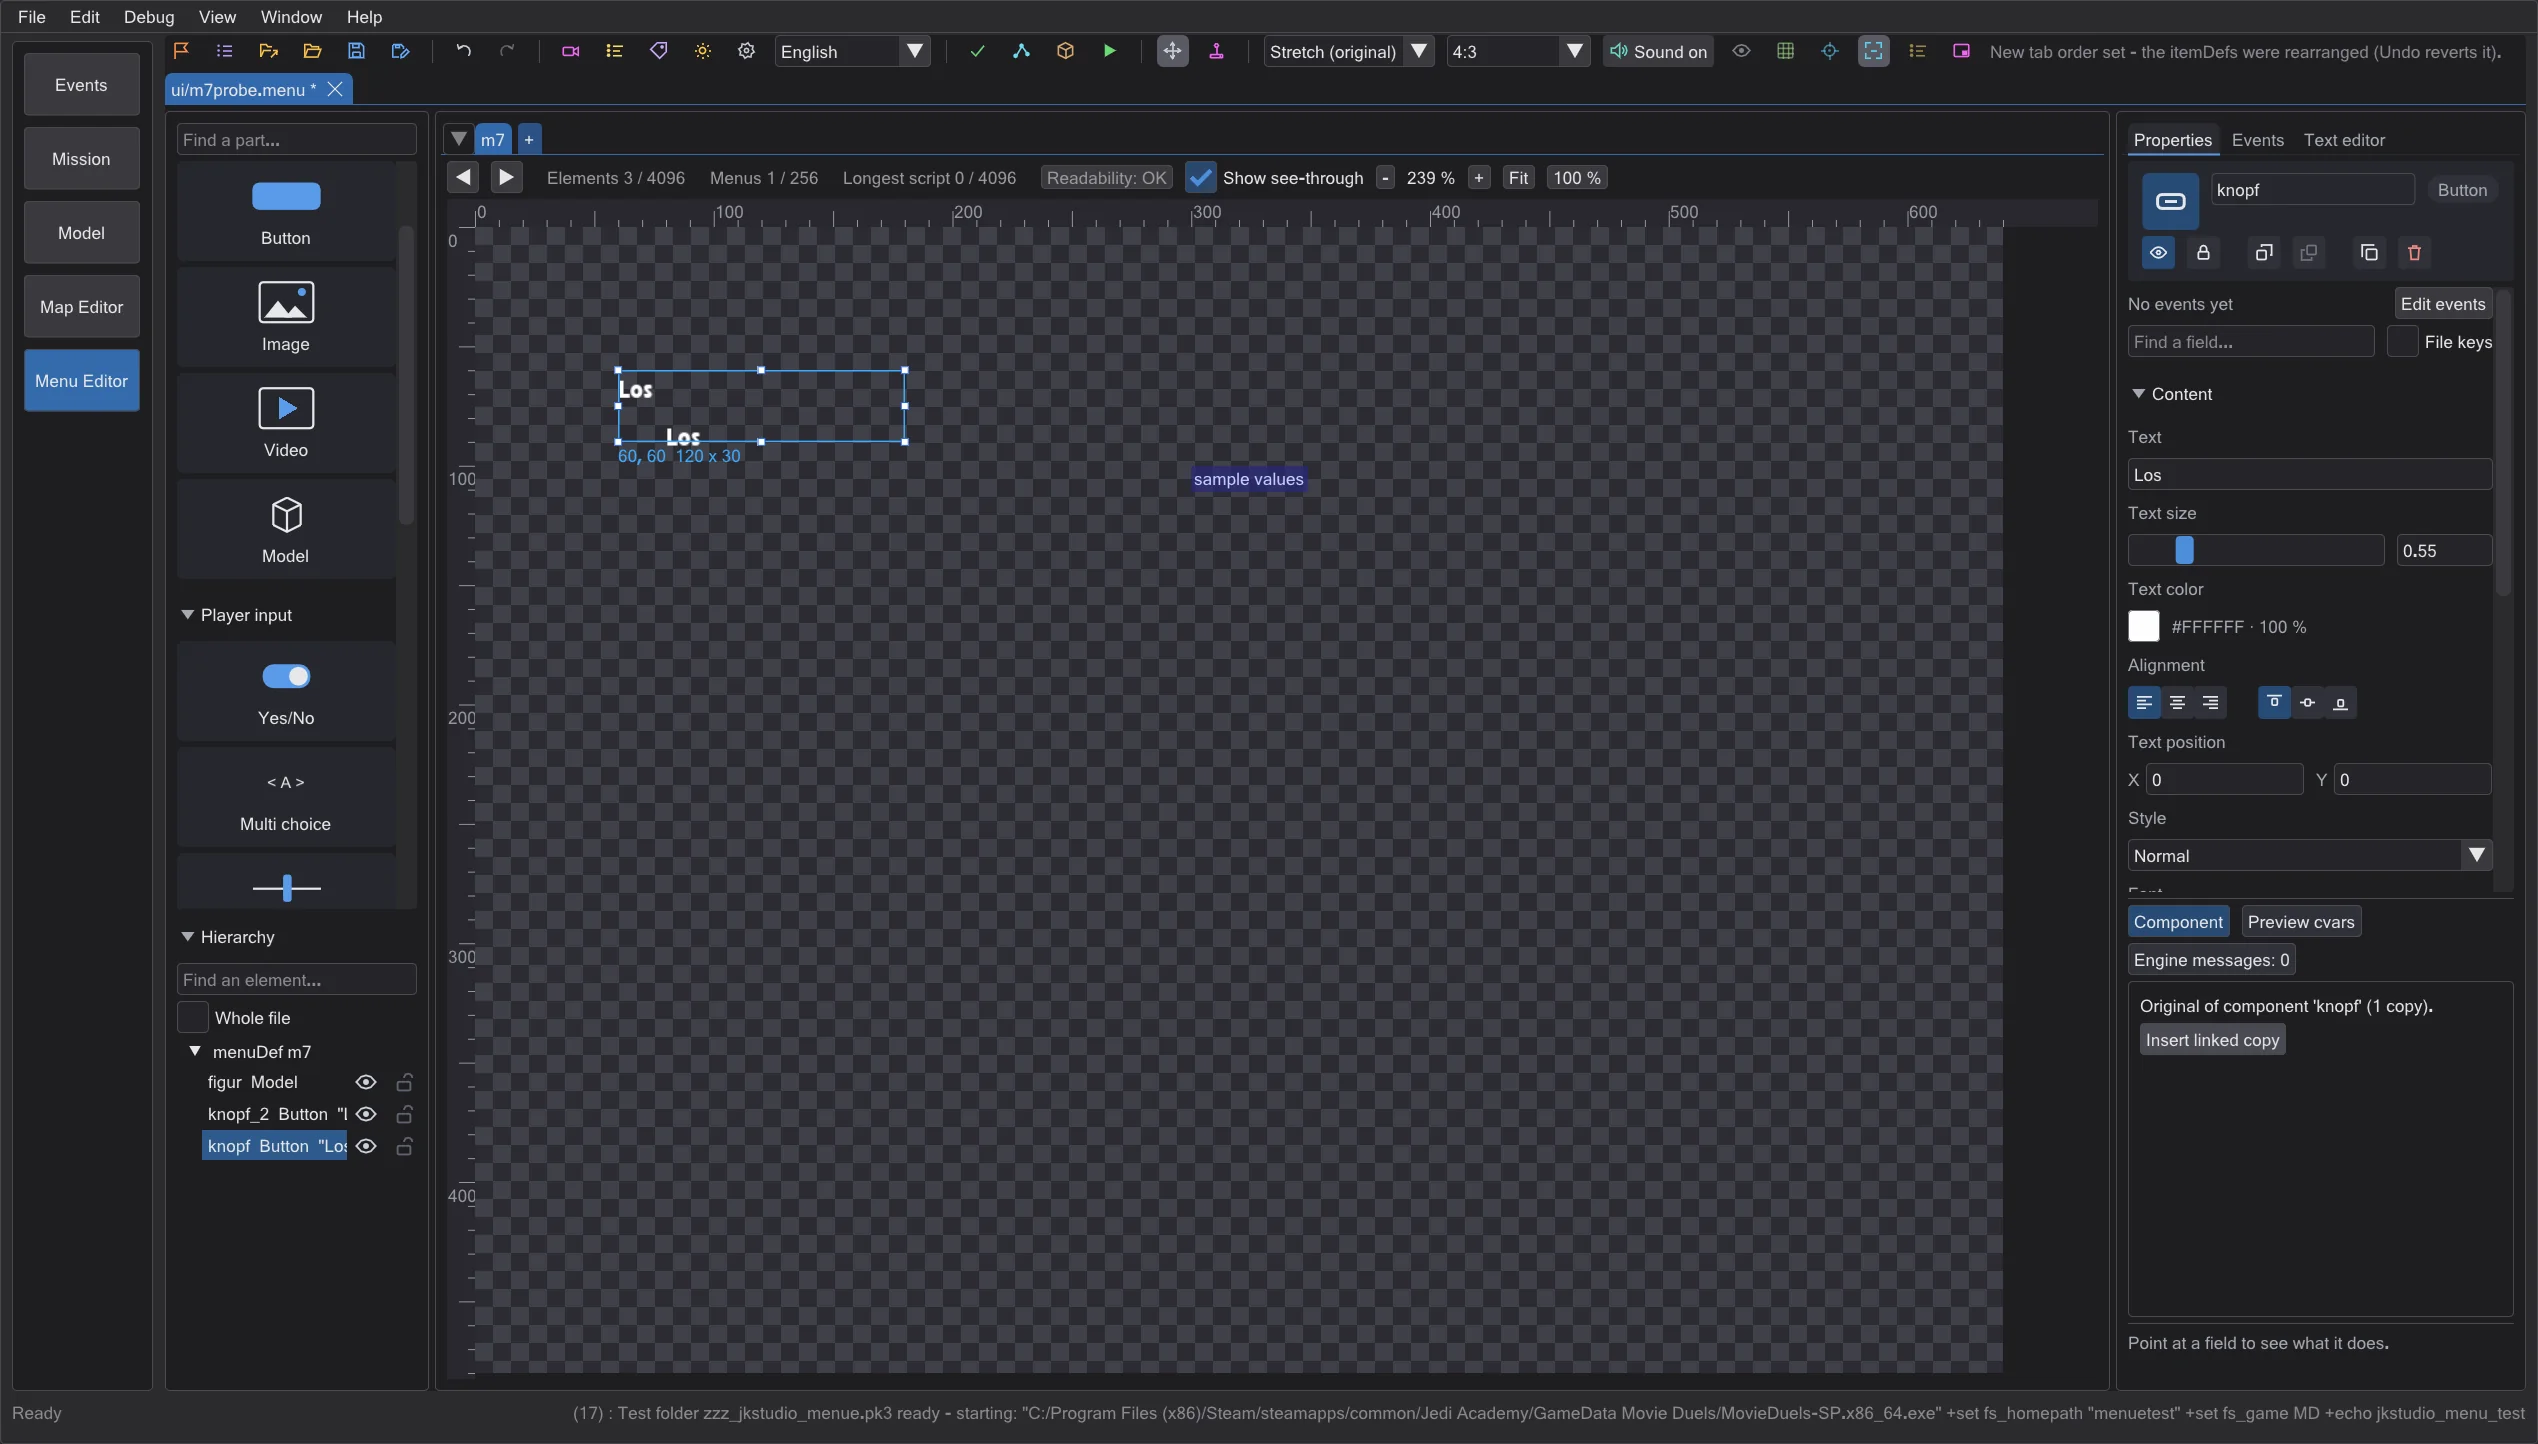 File Edit Debug View Window Help
English Stretch (original) 4:3 Sound on New tab order set - the itemDefs were rearranged (Undo reverts it).
Events
Mission
Model
Map Editor
Menu Editor
ui/m7probe.menu *
Find a part...
Button
Image
Video
Model
Player input
Yes/No
< A >
Multi choice
Hierarchy
Find an element...
Whole file
menuDef m7
figur Model
knopf_2 Button "l
knopf Button "Los
m7 +
Elements 3 / 4096 Menus 1 / 256 Longest script 0 / 4096 Readability: OK Show see-through - 239 % + Fit 100 %
0 100 200 300 400 500 600
0
100
200
300
400
Los
Los
60, 60 120 x 30
sample values
Properties Events Text editor
knopf Button
No events yet Edit events
Find a field... File keys
Content
Text
Los
Text size
0.55
Text color
#FFFFFF · 100 %
Alignment
Text position
X 0 Y 0
Style
Normal
Font
Component Preview cvars
Engine messages: 0
Original of component 'knopf' (1 copy).
Insert linked copy
Point at a field to see what it does.
Ready (17) : Test folder zzz_jkstudio_menue.pk3 ready - starting: "C:/Program Files (x86)/Steam/steamapps/common/Jedi Academy/GameData Movie Duels/MovieDuels-SP.x86_64.exe" +set fs_homepath "menuetest" +set fs_game MD +echo jkstudio_menu_test